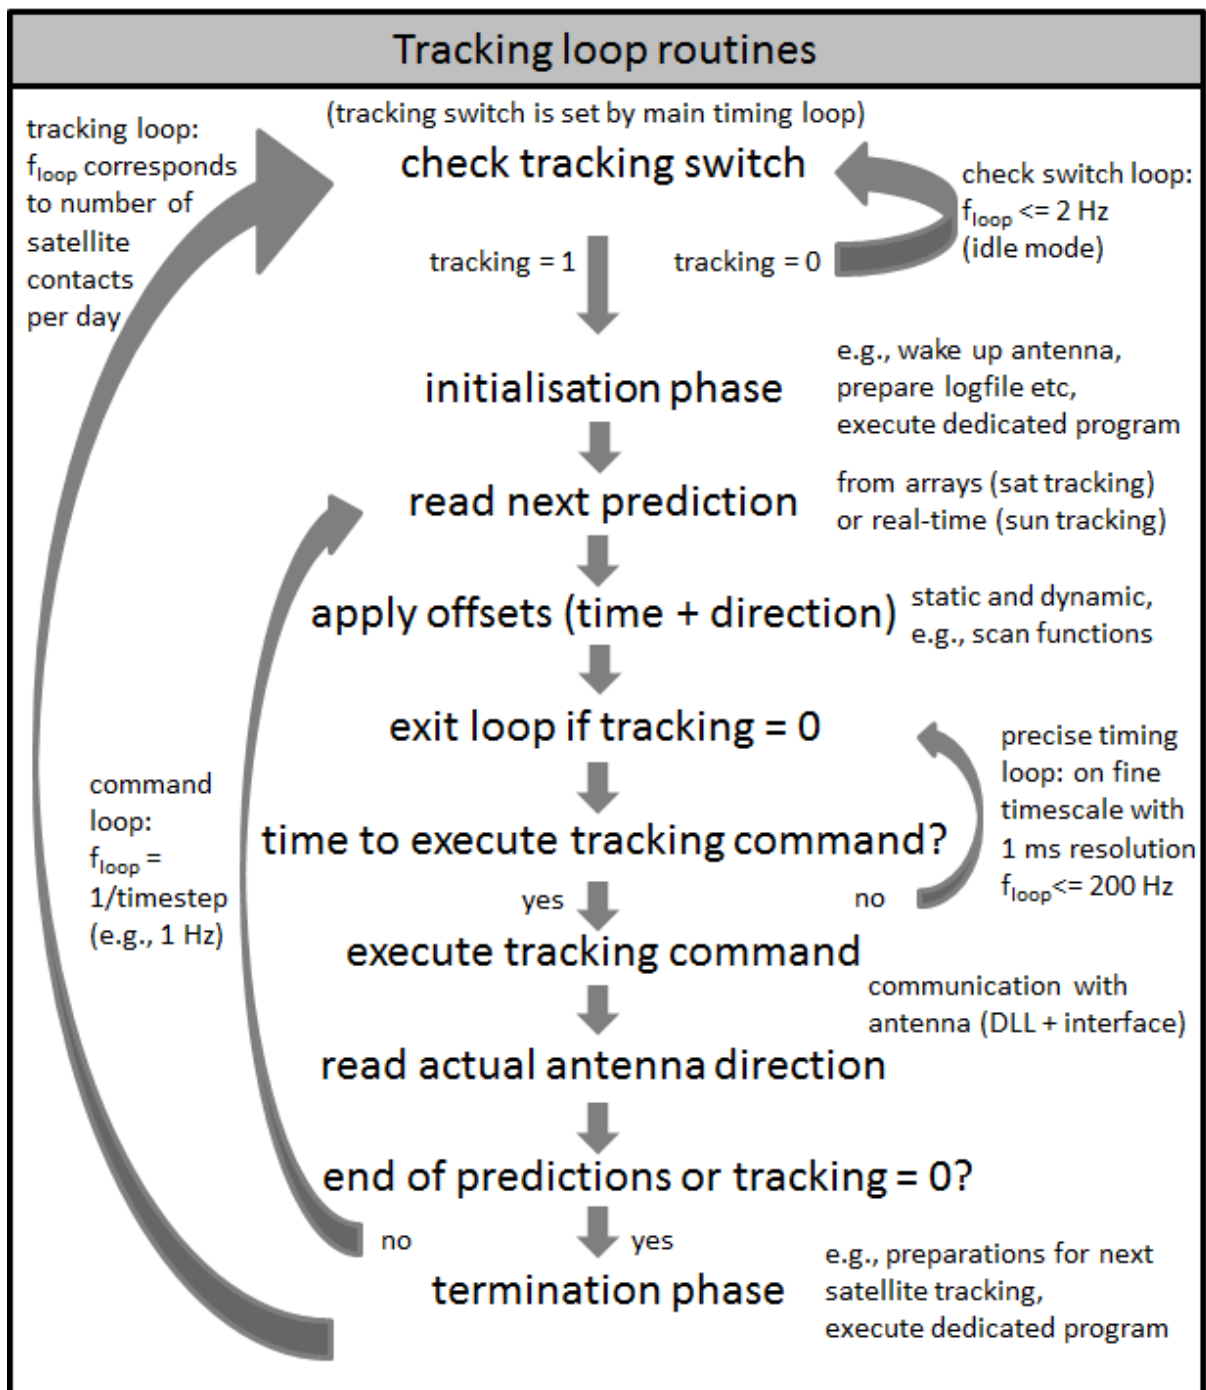 Tracking loop routines
(tracking switch is set by main timing loop)
tracking loop:
f_loop corresponds
to number of
satellite
contacts
per day
check tracking switch
check switch loop:
f_loop <= 2 Hz
(idle mode)
tracking = 1
tracking = 0
initialisation phase
e.g., wake up antenna,
prepare logfile etc,
execute dedicated program
read next prediction
from arrays (sat tracking)
or real-time (sun tracking)
apply offsets (time + direction)
static and dynamic,
e.g., scan functions
exit loop if tracking = 0
precise timing
loop: on fine
timescale with
1 ms resolution
f_loop<= 200 Hz
command
loop:
f_loop =
1/timestep
(e.g., 1 Hz)
time to execute tracking command?
yes
no
execute tracking command
communication with
antenna (DLL + interface)
read actual antenna direction
end of predictions or tracking = 0?
no
yes
termination phase
e.g., preparations for next
satellite tracking,
execute dedicated program